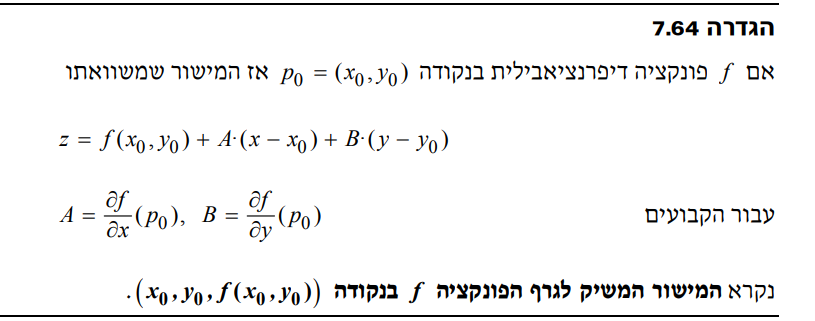 הגדרה 7.64
אם f פונקציה דיפרנציאבילית בנקודה p₀ = (x₀, y₀) אז המישור שמשוואתו
z = f(x₀, y₀) + A·(x − x₀) + B·(y − y₀)
עבור הקבועים A = ∂f/∂x (p₀), B = ∂f/∂y (p₀)
נקרא המישור המשיק לגרף הפונקציה f בנקודה (x₀, y₀, f(x₀, y₀)).